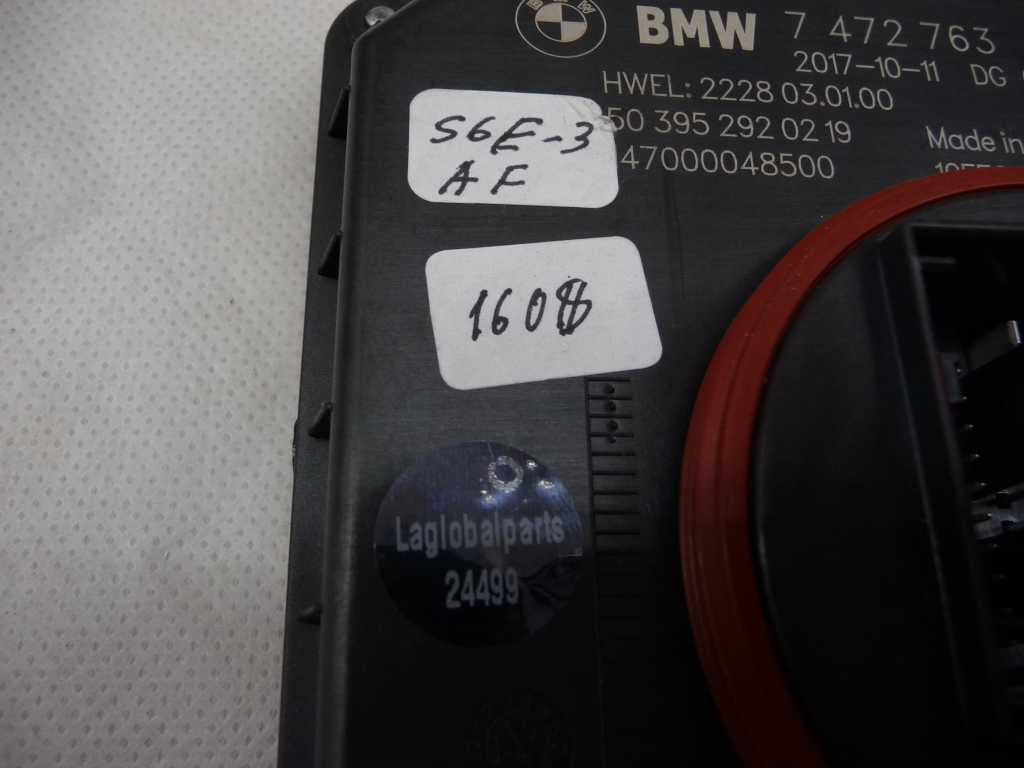 BMW 7 472 763
2017-10-11 DG
HWEL: 2228 03.01.00
50 395 292 02 19
47000048500
Made in
S6E-3
AF
1608
Laglobalparts
24499